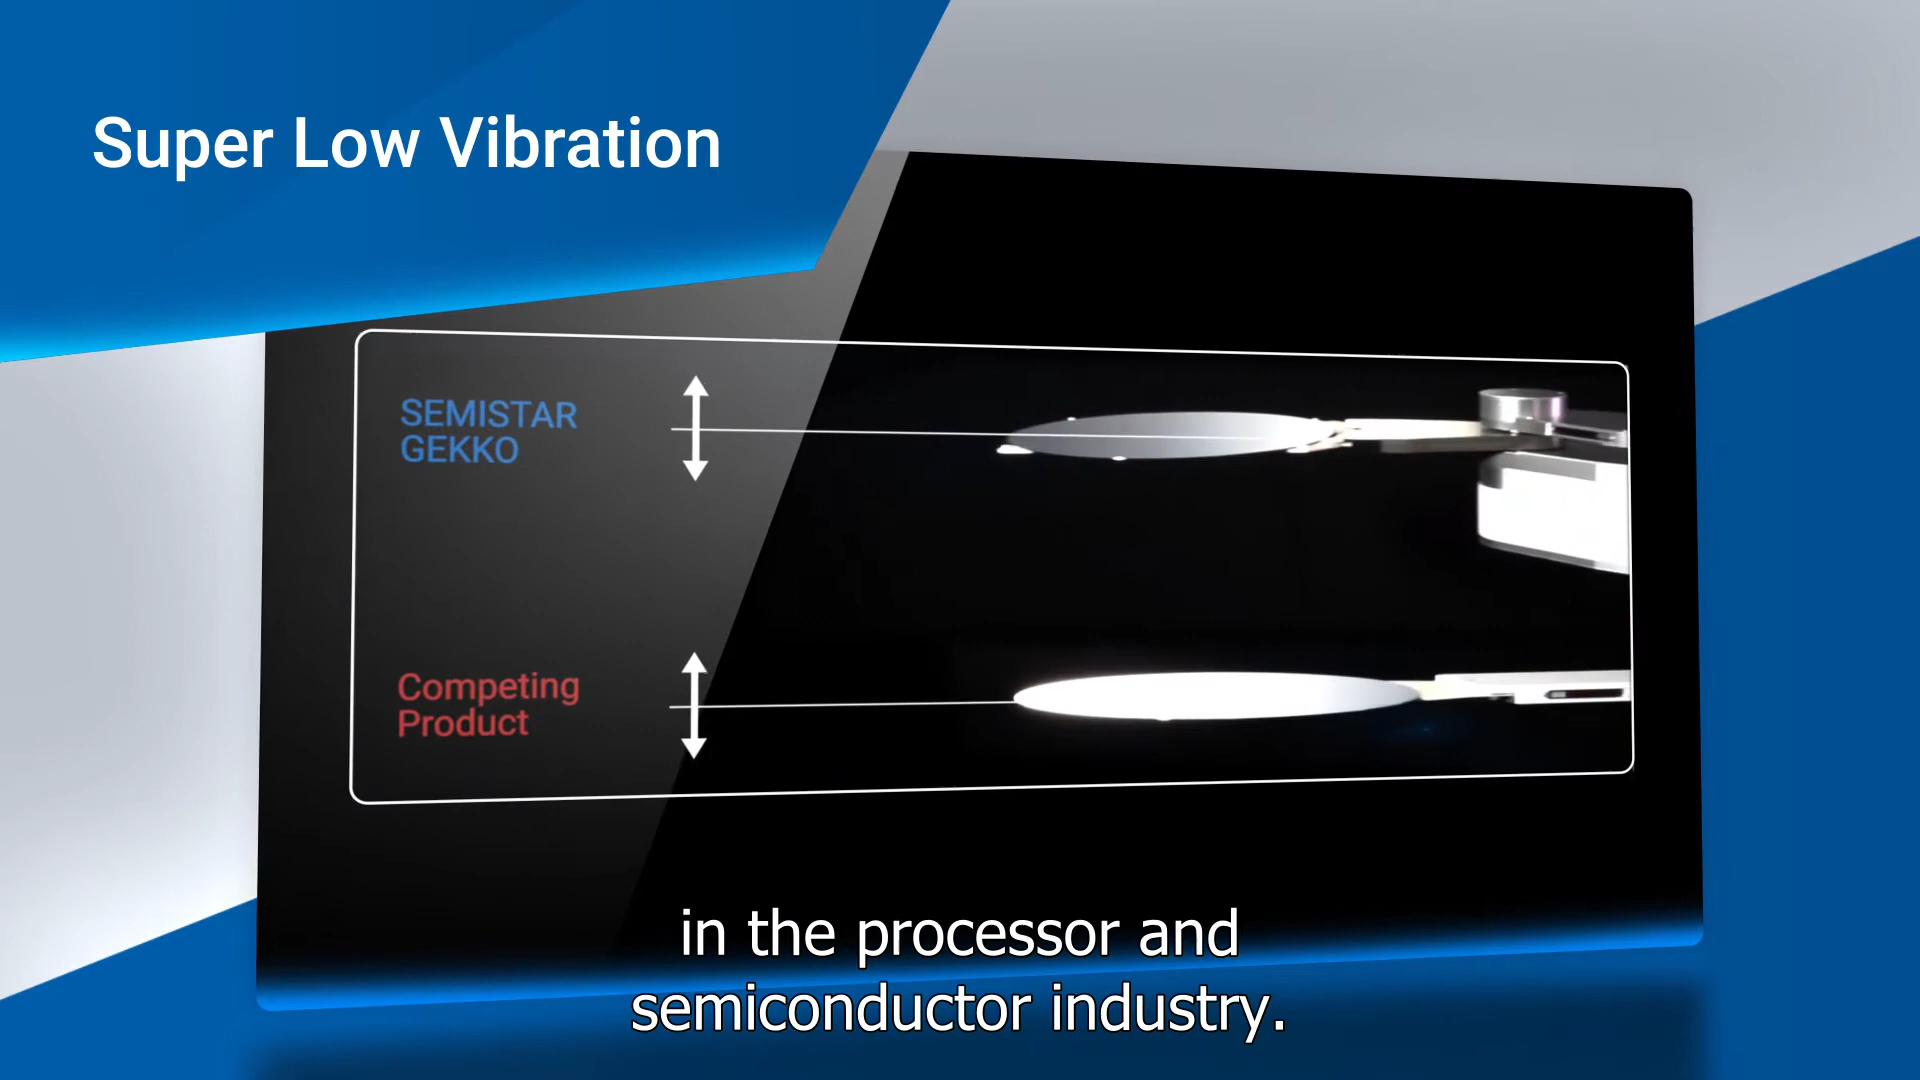 Super Low Vibration
SEMISTAR
GEKKO
Competing
Product
in the processor and
semiconductor industry.